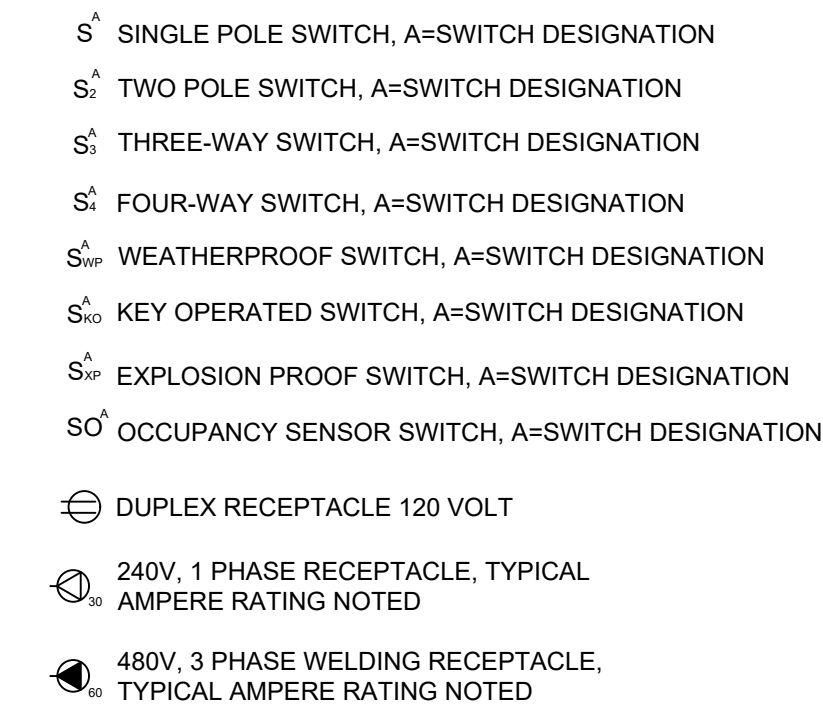 S A SINGLE POLE SWITCH, A=SWITCH DESIGNATION
S2 A TWO POLE SWITCH, A=SWITCH DESIGNATION
S3 A THREE-WAY SWITCH, A=SWITCH DESIGNATION
S4 A FOUR-WAY SWITCH, A=SWITCH DESIGNATION
SWP A WEATHERPROOF SWITCH, A=SWITCH DESIGNATION
SKO A KEY OPERATED SWITCH, A=SWITCH DESIGNATION
SXP A EXPLOSION PROOF SWITCH, A=SWITCH DESIGNATION
SO A OCCUPANCY SENSOR SWITCH, A=SWITCH DESIGNATION
DUPLEX RECEPTACLE 120 VOLT
240V, 1 PHASE RECEPTACLE, TYPICAL
30 AMPERE RATING NOTED
480V, 3 PHASE WELDING RECEPTACLE,
60 TYPICAL AMPERE RATING NOTED